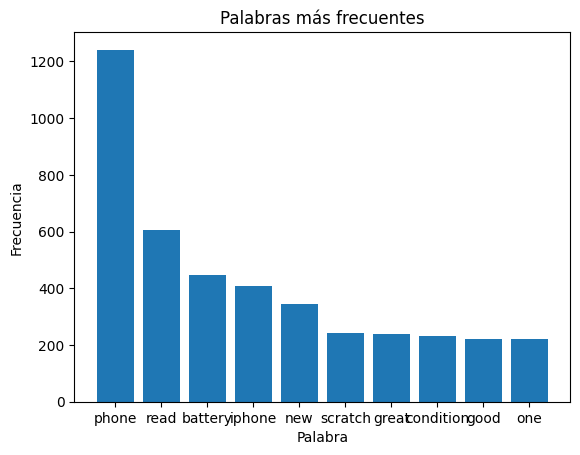 Palabras más frecuentes
1200
1000
800
600
400
200
0
Frecuencia
phone read battery iphone new scratch great condition good one
Palabra